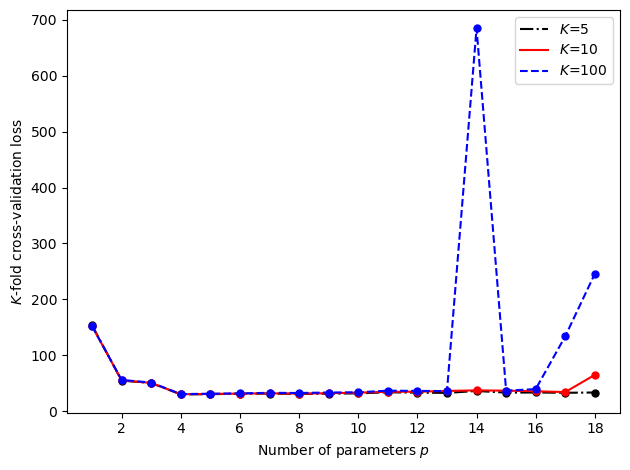 700
600
500
400
300
200
100
0
K-fold cross-validation loss
K=5
K=10
K=100
2 4 6 8 10 12 14 16 18
Number of parameters p